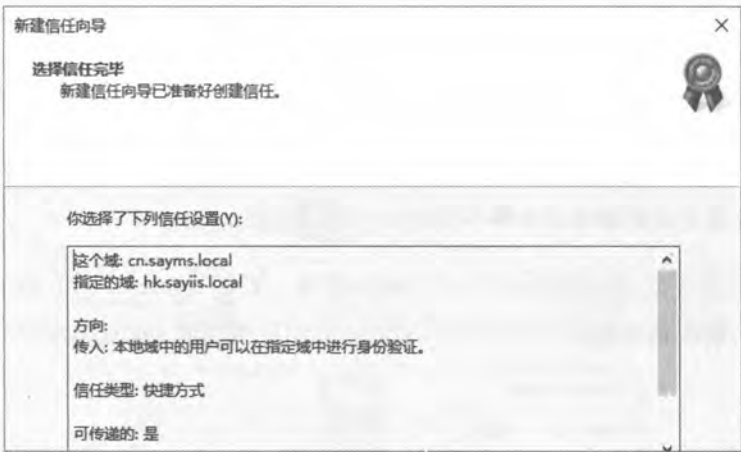 新建信任向导
选择信任完毕
新建信任向导已准备好创建信任。
你选择了下列信任设置(Y):
这个域: cn.sayms.local
指定的域: hk.sayiis.local
方向:
传入: 本地域中的用户可以在指定域中进行身份验证。
信任类型: 快捷方式
可传递的: 是